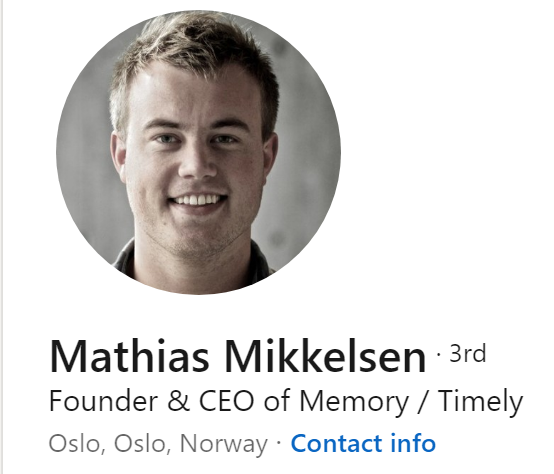 Mathias Mikkelsen · 3rd
Founder & CEO of Memory / Timely
Oslo, Oslo, Norway · Contact info